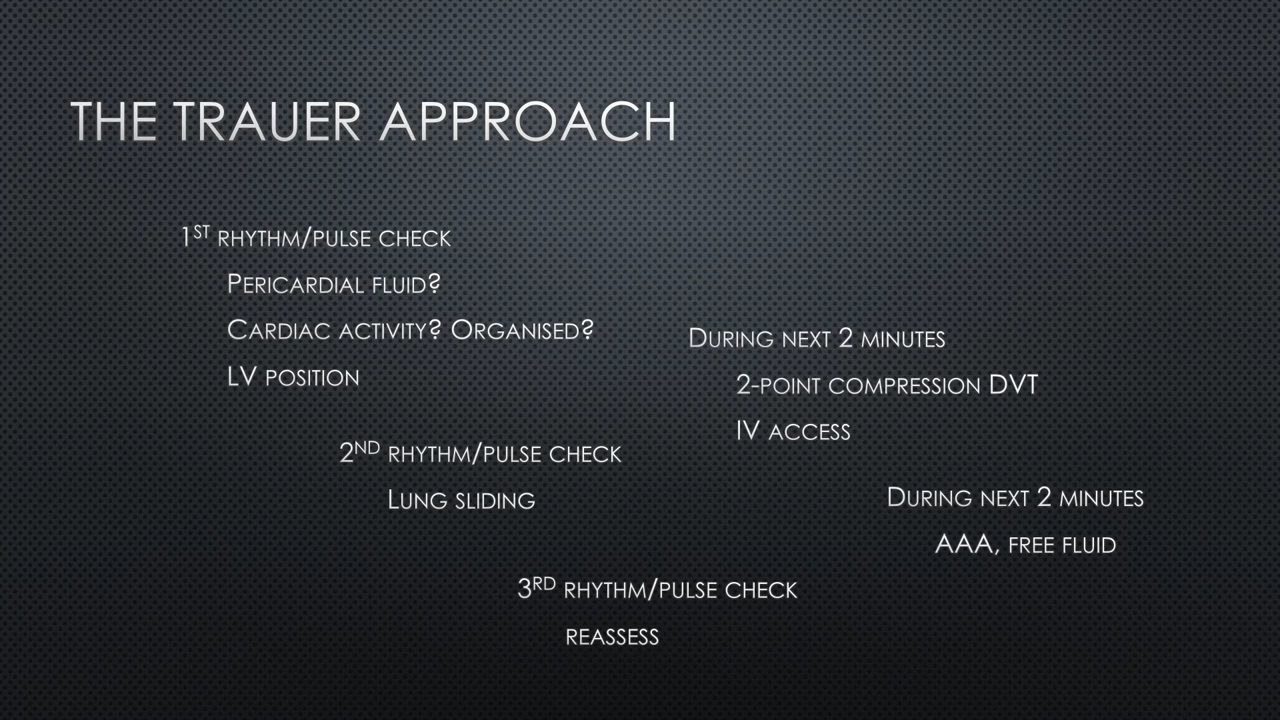 THE TRAUER APPROACH
1ST RHYTHM/PULSE CHECK
PERICARDIAL FLUID?
CARDIAC ACTIVITY? ORGANISED?
LV POSITION
DURING NEXT 2 MINUTES
2-POINT COMPRESSION DVT
IV ACCESS
2ND RHYTHM/PULSE CHECK
LUNG SLIDING
DURING NEXT 2 MINUTES
AAA, FREE FLUID
3RD RHYTHM/PULSE CHECK
REASSESS